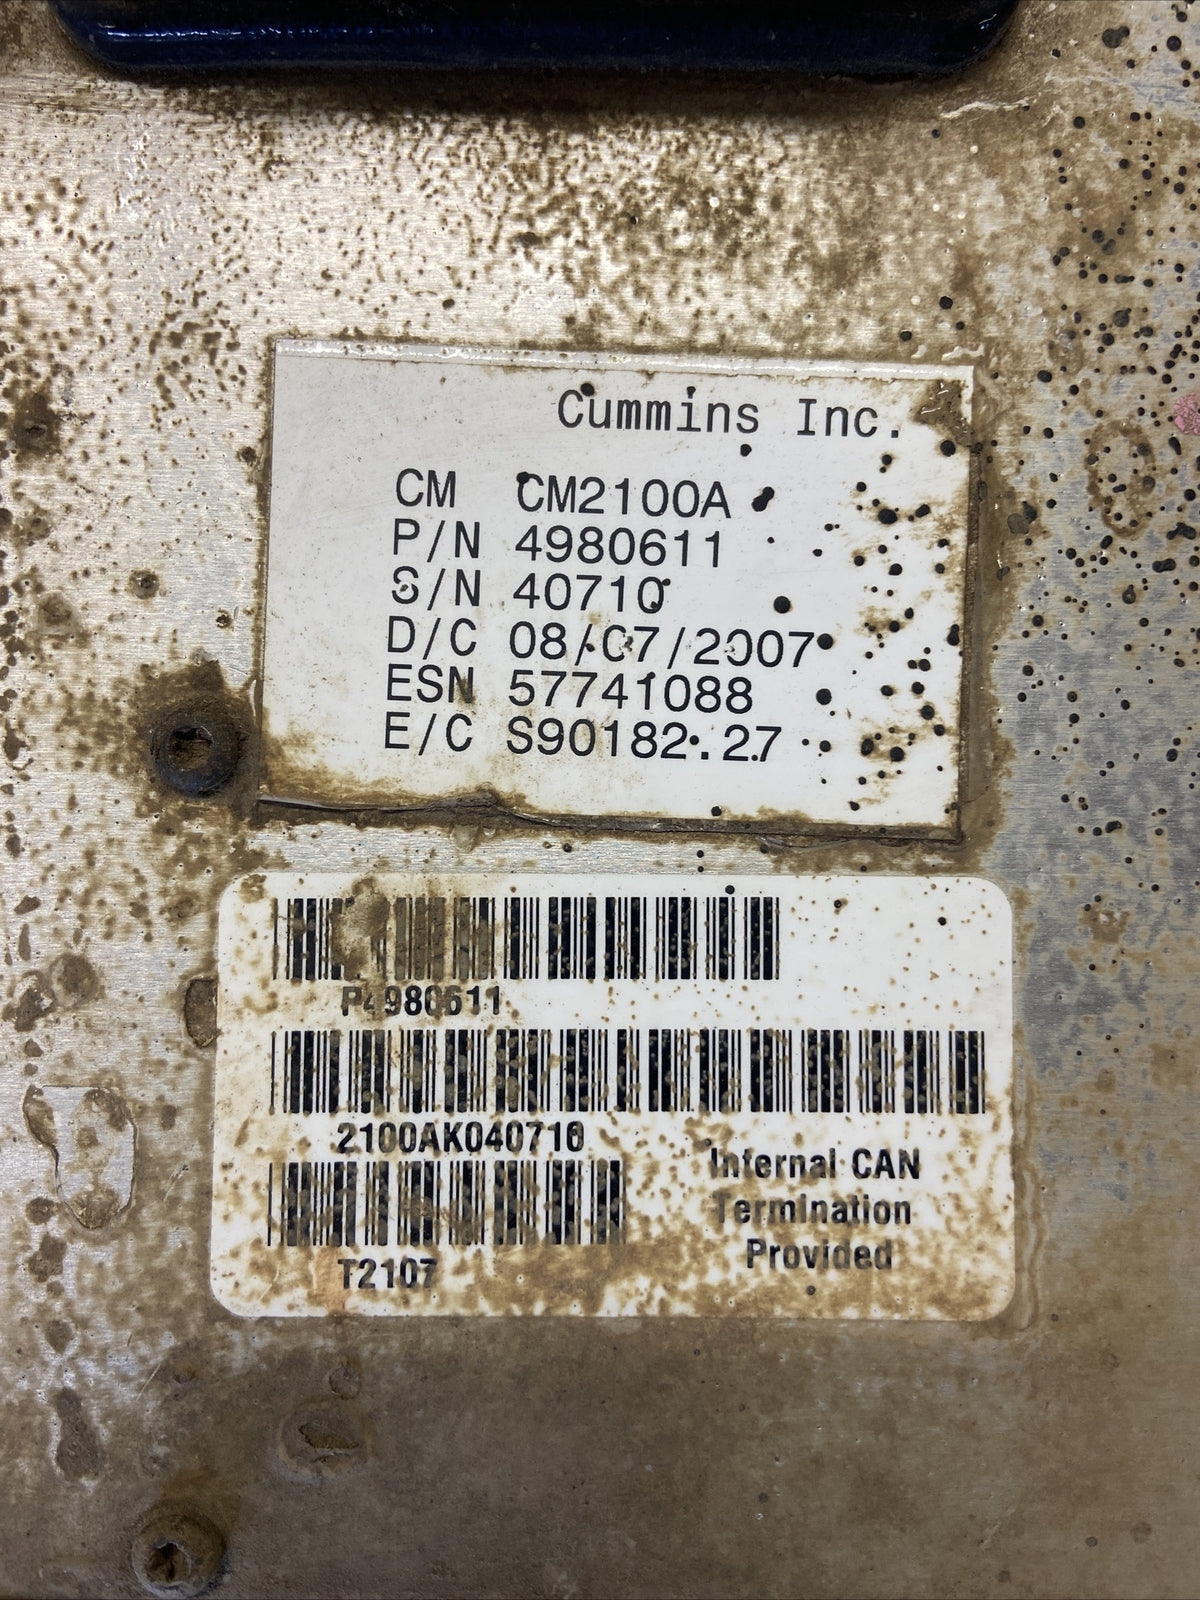 Cummins Inc.
CM CM2100A
P/N 4980611
S/N 40710
D/C 08/07/2007
ESN 57741088
E/C S90182.27
P4980611
2100AK040710
Internal CAN
Termination
Provided
T2107